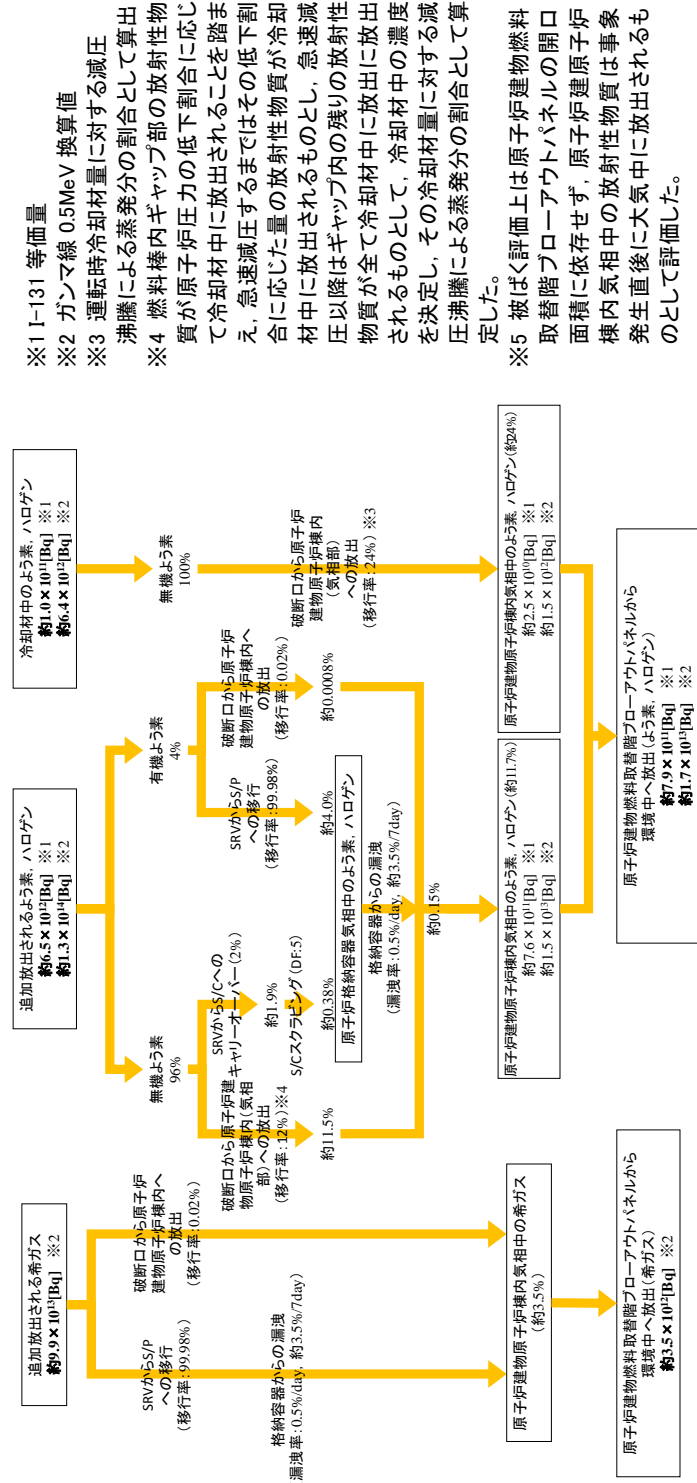 追加放出される希ガス
約9.9×10¹³[Bq] ※2
SRVからS/P
への移行
(移行率:99.98%)
破断口から原子炉
建物原子炉棟内へ
の放出
(移行率:0.02%)
格納容器からの漏洩
漏洩率:0.5%/day, 約3.5%/7day)
原子炉建物原子炉棟内気相中の希ガス
(約3.5%)
原子炉建物燃料取替階ブローアウトパネルから
環境中へ放出(希ガス)
約3.5×10¹²[Bq] ※2
追加放出されるよう素, ハロゲン
約6.5×10¹²[Bq] ※1
約1.3×10¹⁴[Bq] ※2
無機よう素
96%
有機よう素
4%
破断口から原子炉建
物原子炉棟内(気相
部)への放出
(移行率:12%)※4
約11.5%
SRVからS/Cへの
キャリーオーバー(2%)
約1.9%
S/Cスクラビング(DF:5)
約0.38%
SRVからS/P
への移行
(移行率:99.98%)
約4.0%
破断口から原子炉
建物原子炉棟内へ
の放出
(移行率:0.02%)
約0.0008%
原子炉格納容器気相中のよう素, ハロゲン
格納容器からの漏洩
(漏洩率:0.5%/day, 約3.5%/7day)
約0.15%
冷却材中のよう素, ハロゲン
約1.0×10¹¹[Bq] ※1
約6.4×10¹²[Bq] ※2
無機よう素
100%
破断口から原子炉
建物原子炉棟内
(気相部)
への放出
(移行率:24%)※3
原子炉建物原子炉棟内気相中のよう素, ハロゲン(約11.7%)
約7.6×10¹¹[Bq] ※1
約1.5×10¹³[Bq] ※2
原子炉建物原子炉棟内気相中のよう素, ハロゲン(約24%)
約2.5×10¹⁰[Bq] ※1
約1.5×10¹²[Bq] ※2
原子炉建物燃料取替階ブローアウトパネルから
環境中へ放出(よう素, ハロゲン)
約7.9×10¹¹[Bq] ※1
約1.7×10¹³[Bq] ※2
※1 I-131 等価量
※2 ガンマ線 0.5MeV 換算値
※3 運転時冷却材量に対する減圧
沸騰による蒸発分の割合として算出
※4 燃料棒内ギャップ部の放射性物
質が原子炉圧力の低下割合に応じ
て冷却材中に放出されることを踏ま
え, 急速減圧するまではその低下割
合に応じた量の放射性物質が冷却
材中に放出されるものとし, 急速減
圧以降はギャップ内の残りの放射性
物質が全て冷却材中に放出に放出
されるものとして, 冷却材中の濃度
を決定し, その冷却材量に対する減
圧沸騰による蒸発分の割合として算
定した。
※5 被ばく評価上は原子炉建物燃料
取替階ブローアウトパネルの開口
面積に依存せず, 原子炉建原子炉
棟内気相中の放射性物質は事象
発生直後に大気中に放出されるも
のとして評価した。